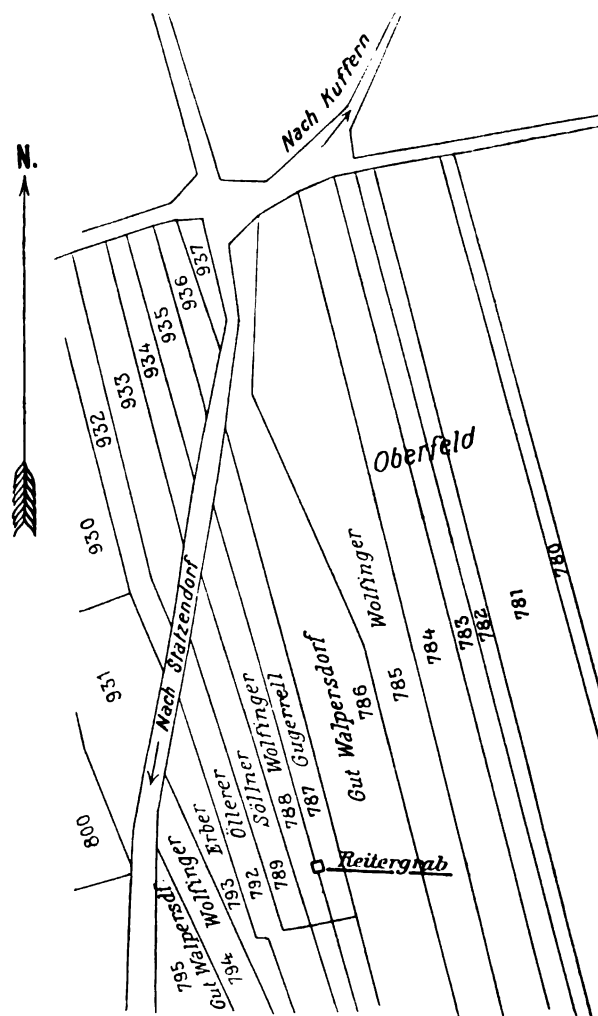 N.
Nach Kuffern
937
936
935
934
933
932
930
931
800
Nach Statzendorf
Oberfeld
780
781
782
783
784
785
Wolfinger
786
Gut Walpersdorf
787
Gugerrell
788
Wolfinger
789
Söllner
792
Öllerer
793
Erber
794
Wolfinger
795
Gut Walpersdf.
Reitergrab